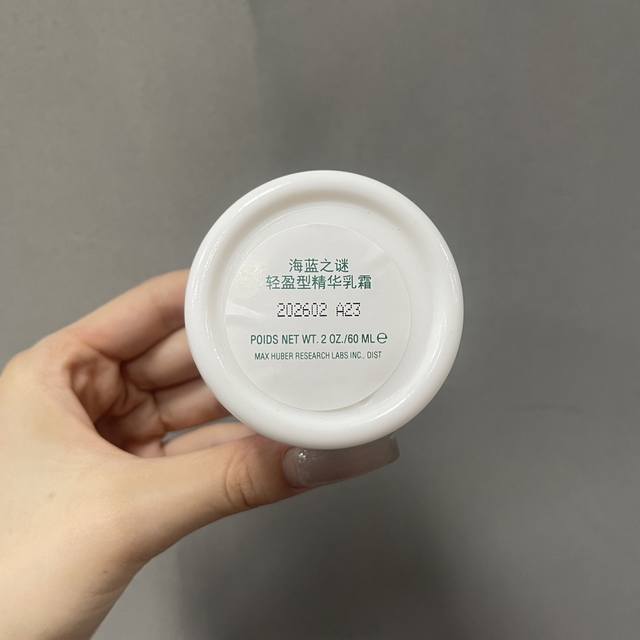 海蓝之谜
轻盈型精华乳霜
202602 A23
POIDS NET WT. 2 OZ./60 ML ℮
MAX HUBER RESEARCH LABS INC., DIST